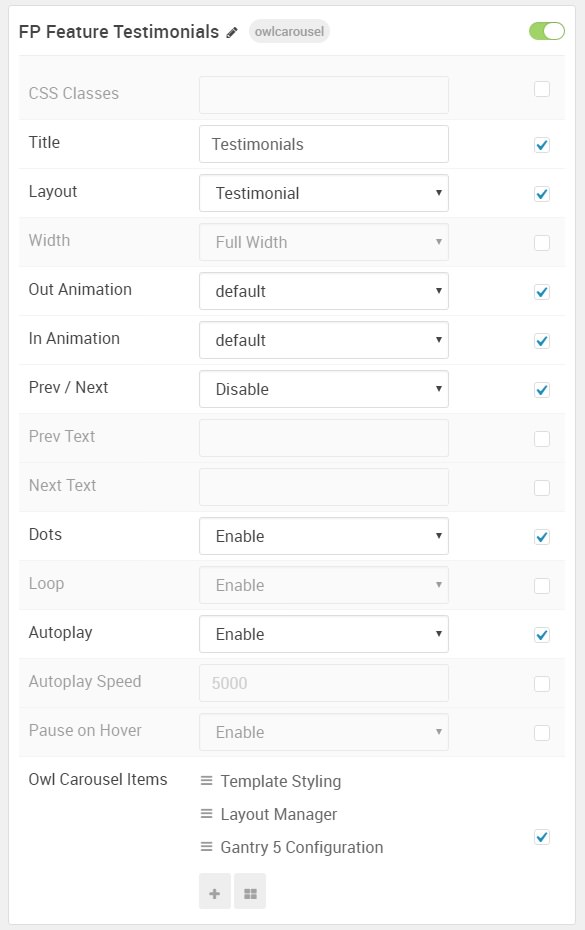 FP Feature Testimonials owlcarousel
CSS Classes
Title Testimonials
Layout Testimonial
Width Full Width
Out Animation default
In Animation default
Prev / Next Disable
Prev Text
Next Text
Dots Enable
Loop Enable
Autoplay Enable
Autoplay Speed 5000
Pause on Hover Enable
Owl Carousel Items Template Styling
Layout Manager
Gantry 5 Configuration